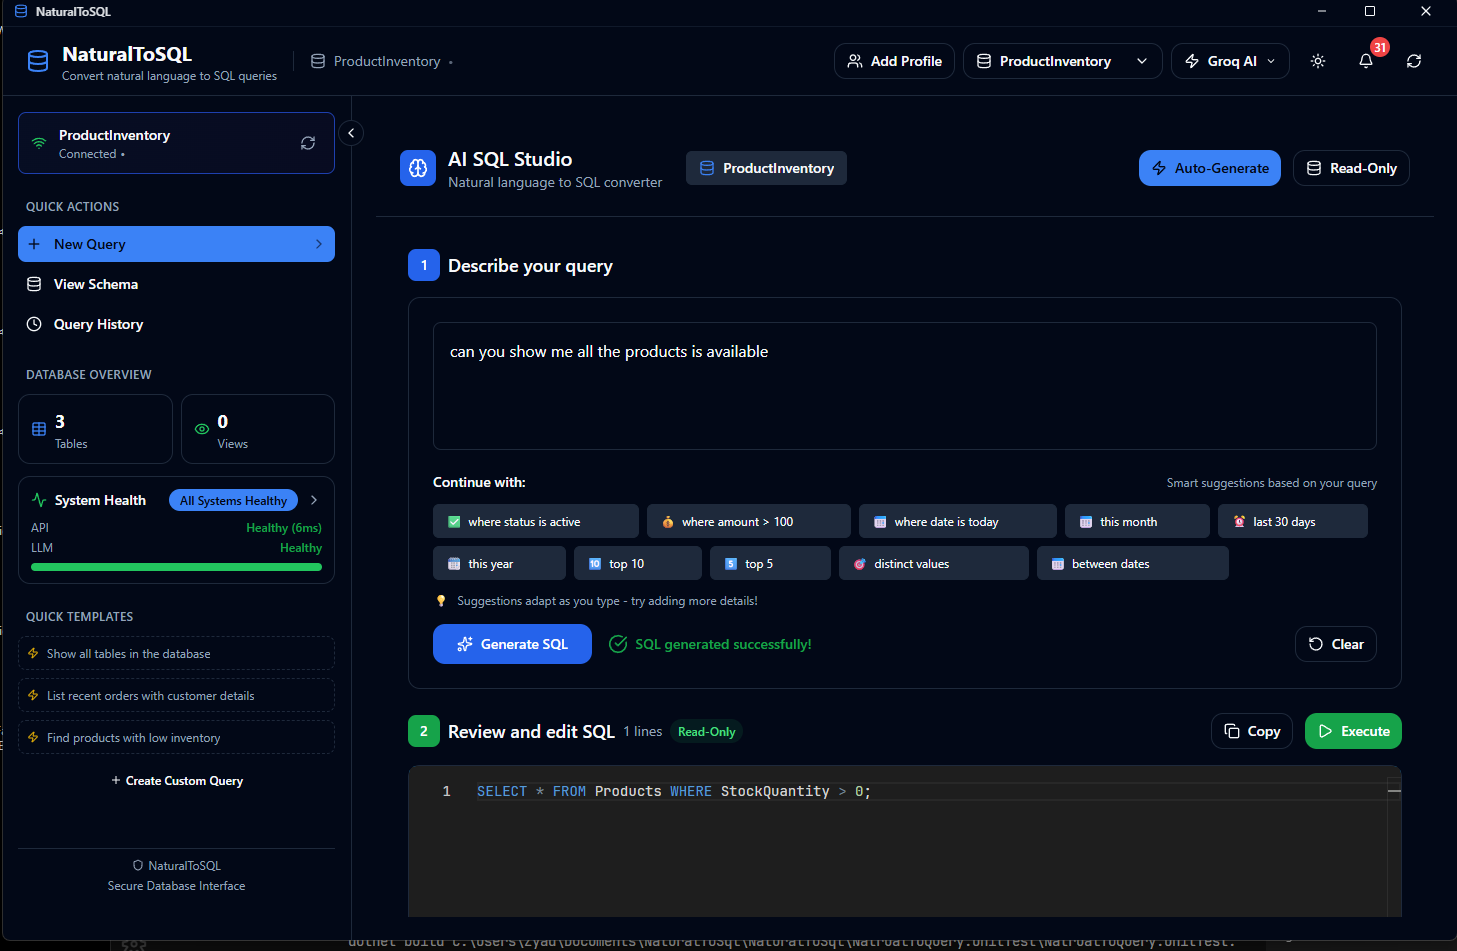 NaturalToSQL
NaturalToSQL
Convert natural language to SQL queries
ProductInventory •
Add Profile
ProductInventory
Groq AI
31
ProductInventory
Connected •
QUICK ACTIONS
New Query
View Schema
Query History
DATABASE OVERVIEW
3
Tables
0
Views
System Health
All Systems Healthy
API
Healthy (6ms)
LLM
Healthy
QUICK TEMPLATES
Show all tables in the database
List recent orders with customer details
Find products with low inventory
+ Create Custom Query
NaturalToSQL
Secure Database Interface
AI SQL Studio
Natural language to SQL converter
ProductInventory
Auto-Generate
Read-Only
1
Describe your query
can you show me all the products is available
Continue with:
Smart suggestions based on your query
where status is active
where amount > 100
where date is today
this month
last 30 days
this year
10 top 10
5 top 5
distinct values
between dates
Suggestions adapt as you type - try adding more details!
Generate SQL
SQL generated successfully!
Clear
2
Review and edit SQL
1 lines
Read-Only
Copy
Execute
1 SELECT * FROM Products WHERE StockQuantity > 0;